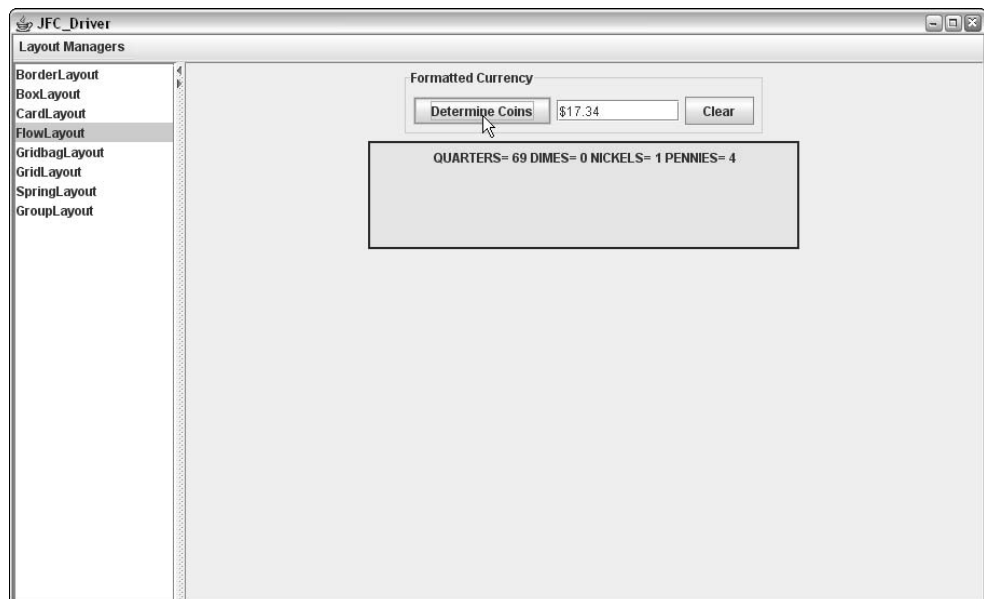 JFC_Driver
Layout Managers
BorderLayout
BoxLayout
CardLayout
FlowLayout
GridbagLayout
GridLayout
SpringLayout
GroupLayout
Formatted Currency
Determine Coins $17.34 Clear
QUARTERS= 69 DIMES= 0 NICKELS= 1 PENNIES= 4